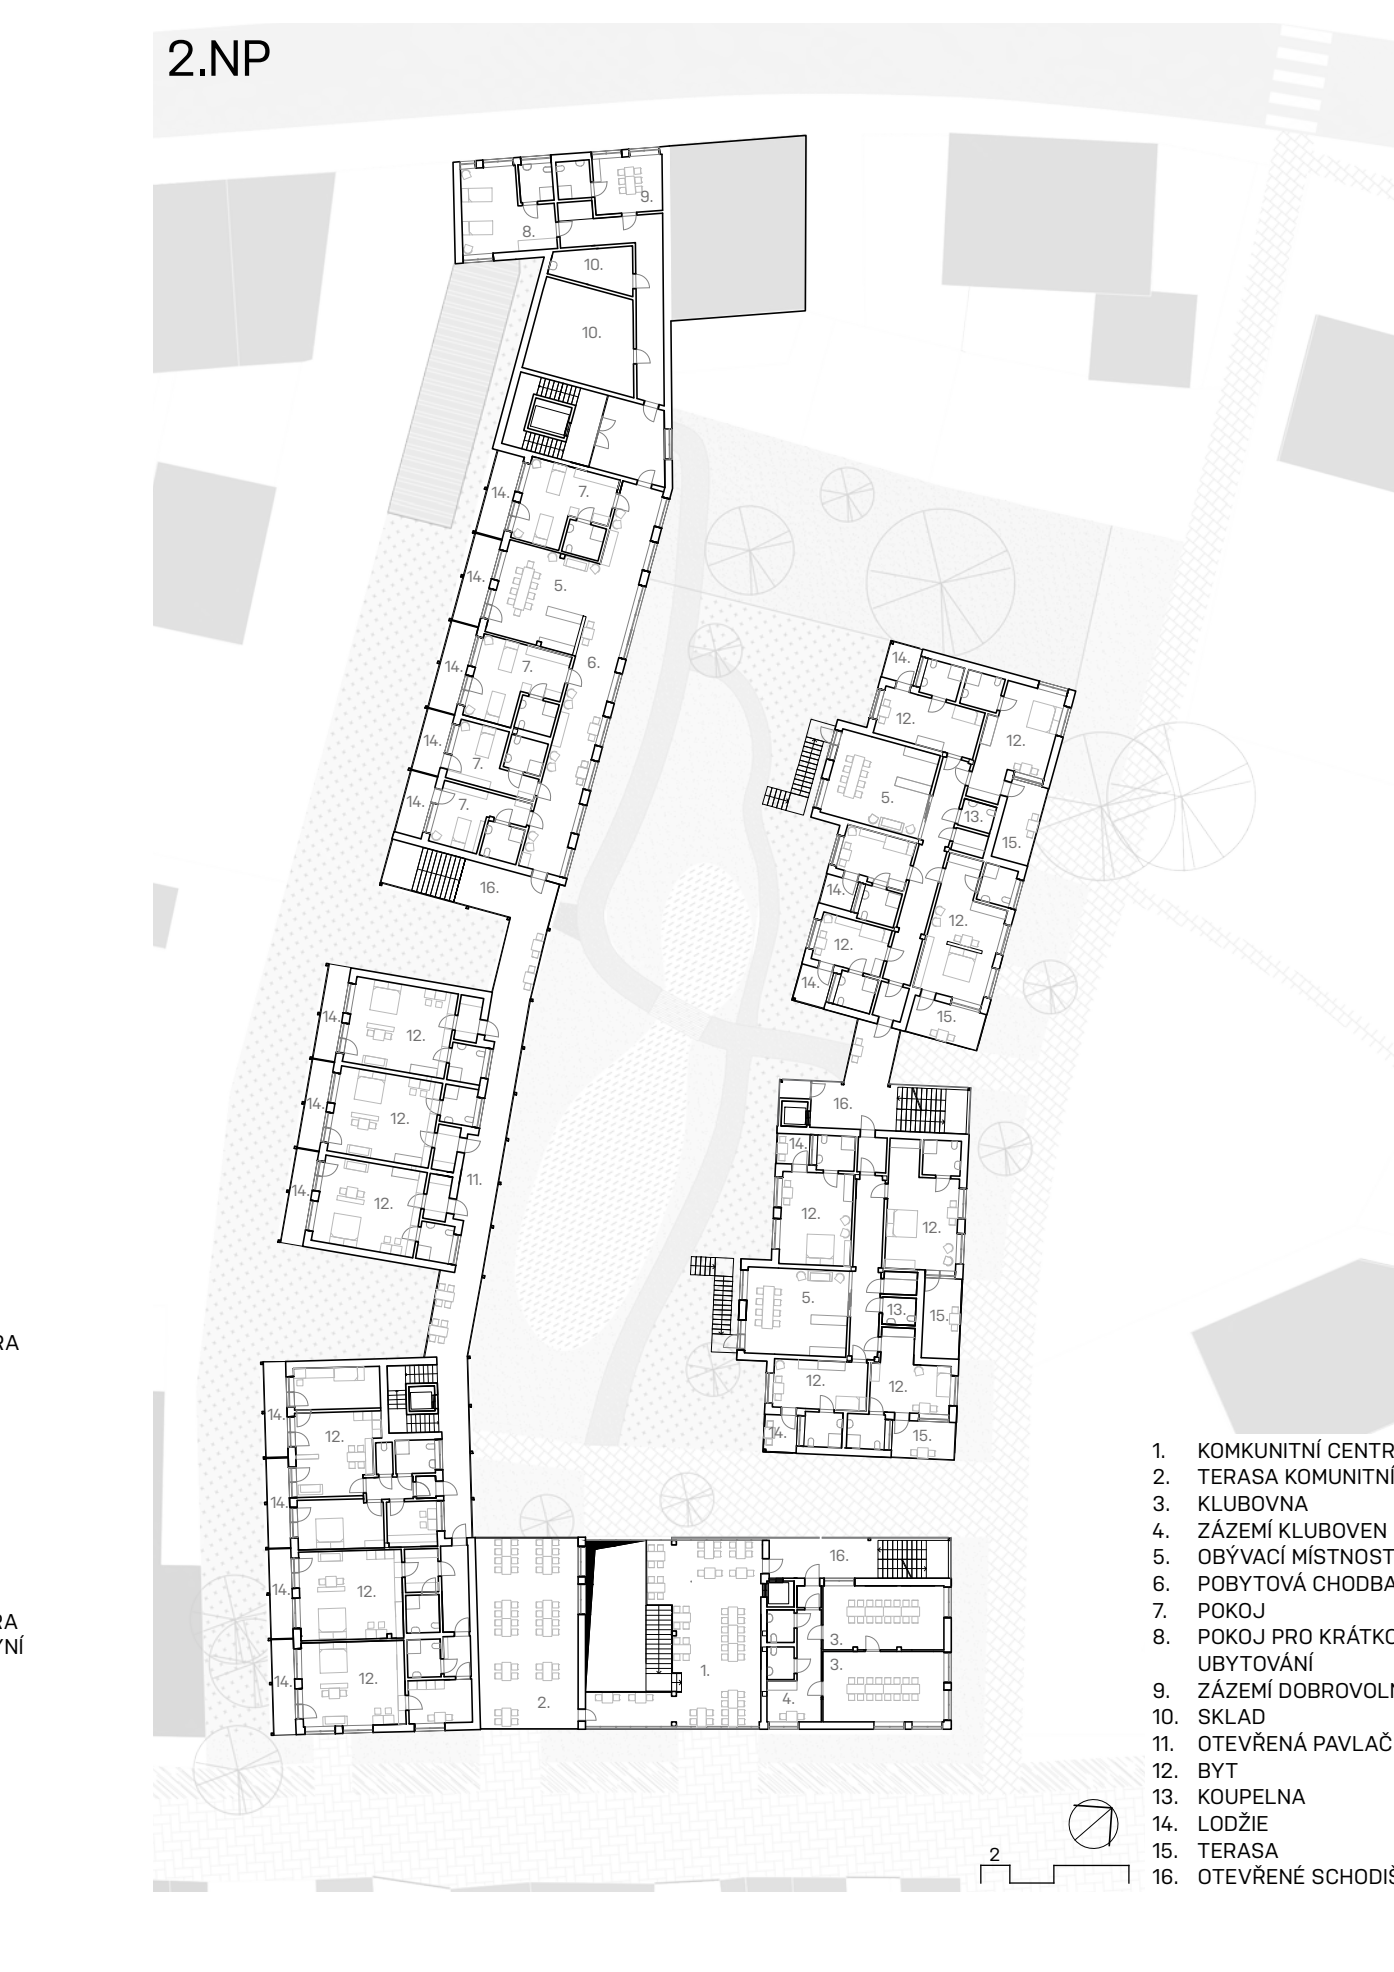 2.NP
9.
8.
10.
10.
14.
7.
14.
5.
14.
7.
6.
14.
7.
14.
7.
16.
14.
12.
12.
5.
13.
15.
14.
12.
12.
14.
15.
14.
12.
14.
12.
11.
14.
12.
16.
14.
12.
12.
5.
13.
15.
12.
12.
14.
15.
14.
12.
14.
14.
12.
14.
12.
2.
1.
16.
3.
3.
4.
RA
RA
YNÍ
1. KOMKUNITNÍ CENTR
2. TERASA KOMUNITNÍ
3. KLUBOVNA
4. ZÁZEMÍ KLUBOVEN
5. OBÝVACÍ MÍSTNOST
6. POBYTOVÁ CHODBA
7. POKOJ
8. POKOJ PRO KRÁTKO
UBYTOVÁNÍ
9. ZÁZEMÍ DOBROVOLN
10. SKLAD
11. OTEVŘENÁ PAVLAČ
12. BYT
13. KOUPELNA
14. LODŽIE
15. TERASA
16. OTEVŘENÉ SCHODIŠ
2